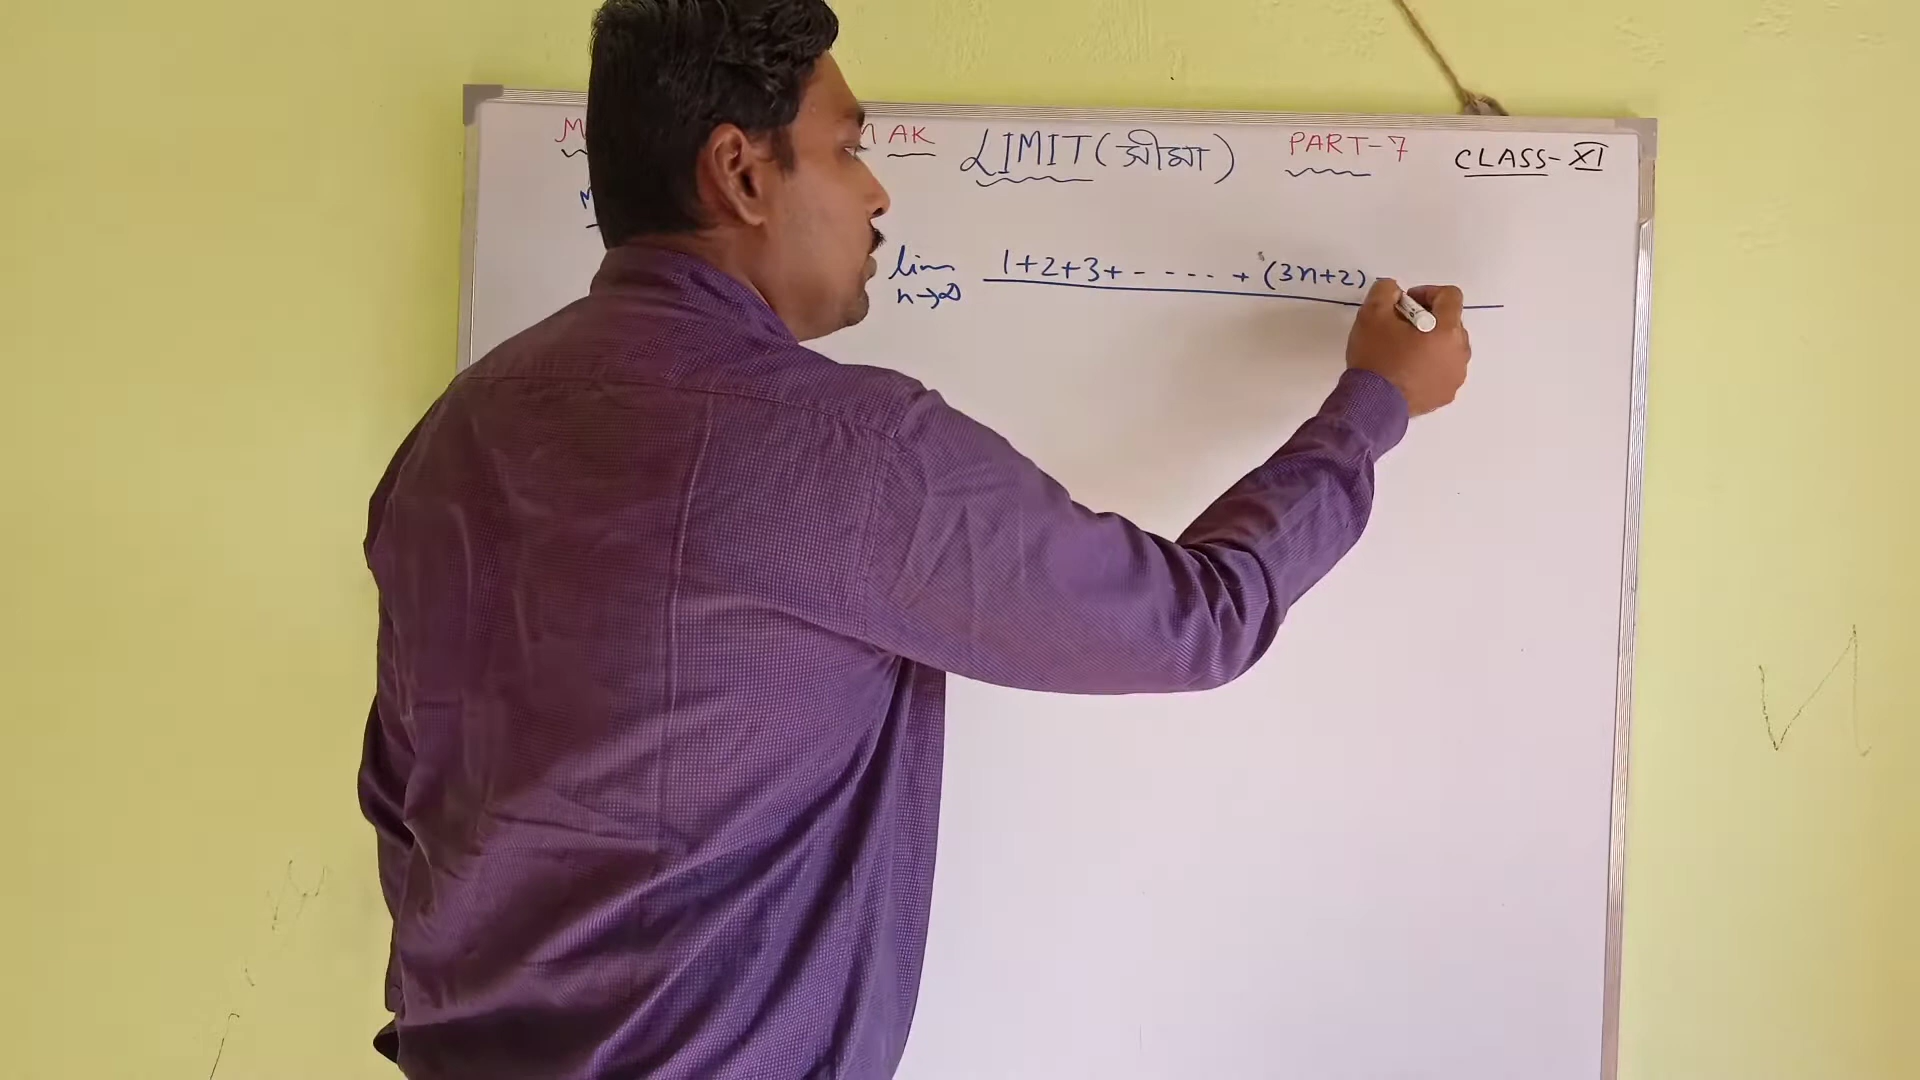 AK LIMIT (সীমা) PART-7 CLASS-XI
lim 1+2+3+- - - - - + (3n+2)
n→∞